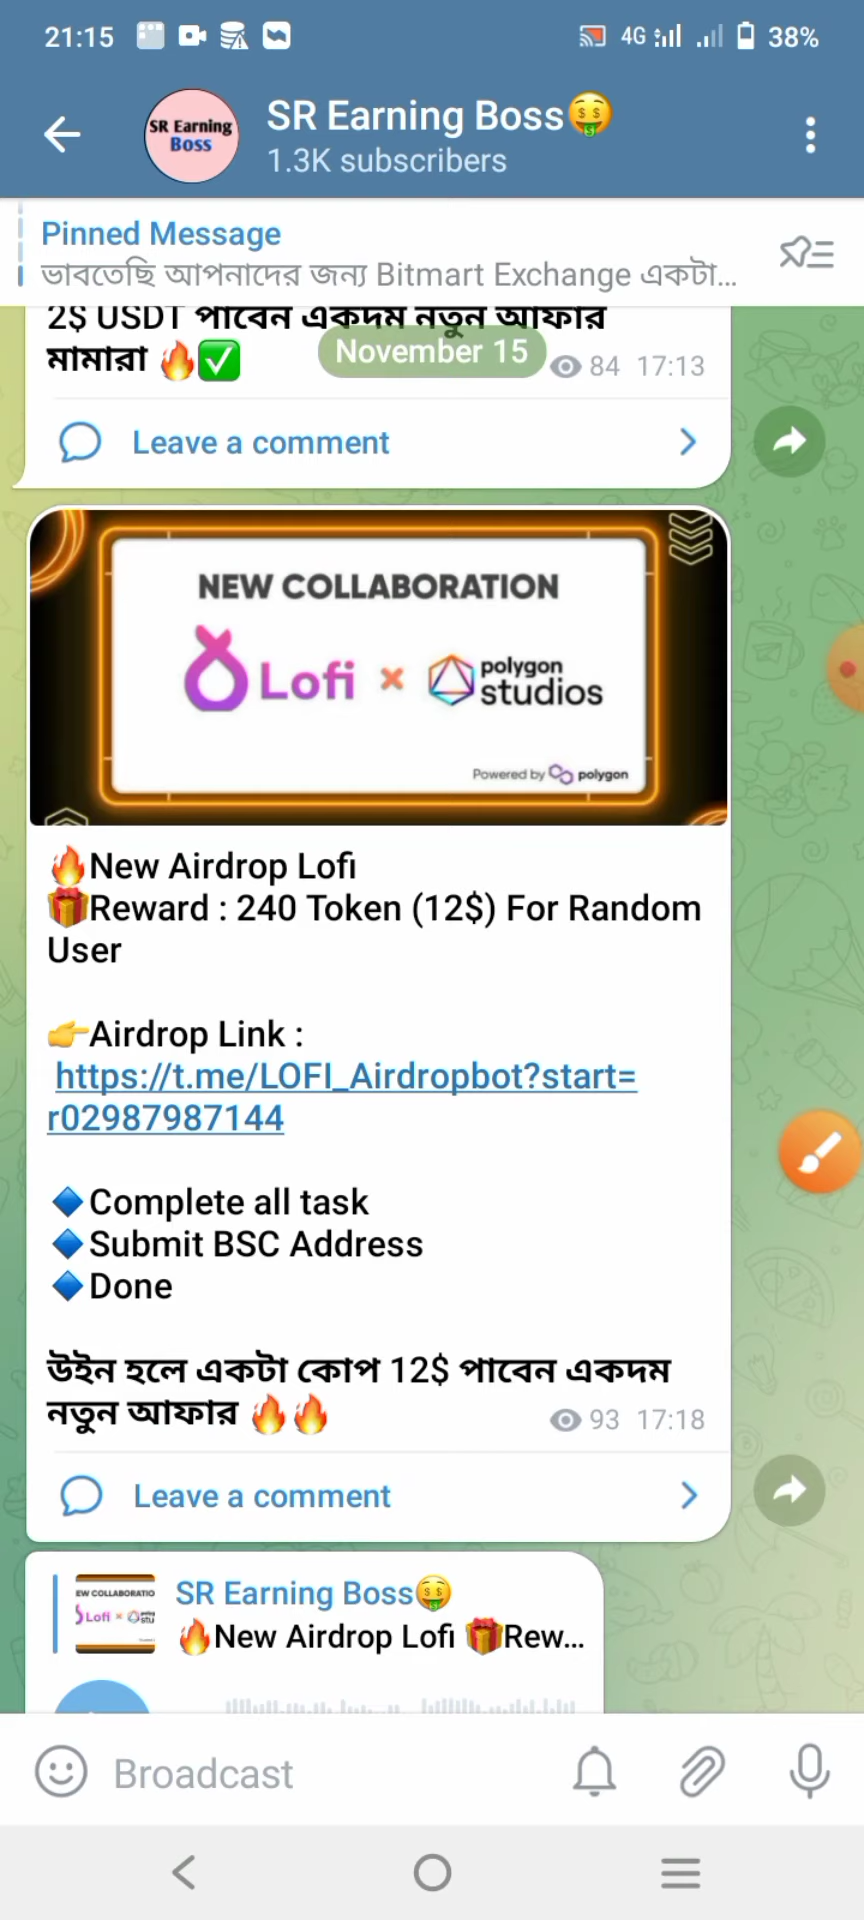 21:15
4G
38%
SR Earning Boss
SR Earning Boss🤑
1.3K subscribers
Pinned Message
ভাবতেছি আপনাদের জন্য Bitmart Exchange একটা...
2$ USDT পাবেন একদম নতুন আফার
মামারা 🔥✅
November 15
84 17:13
Leave a comment
NEW COLLABORATION
Lofi × polygon studios
Powered by polygon
🔥New Airdrop Lofi
🎁Reward : 240 Token (12$) For Random
User
👉Airdrop Link :
https://t.me/LOFI_Airdropbot?start=
r02987987144
🔷Complete all task
🔷Submit BSC Address
🔷Done
উইন হলে একটা কোপ 12$ পাবেন একদম
নতুন আফার 🔥🔥
93 17:18
Leave a comment
EW COLLABORATIO
Lofi ×
SR Earning Boss🤑
🔥New Airdrop Lofi 🎁Rew...
Broadcast